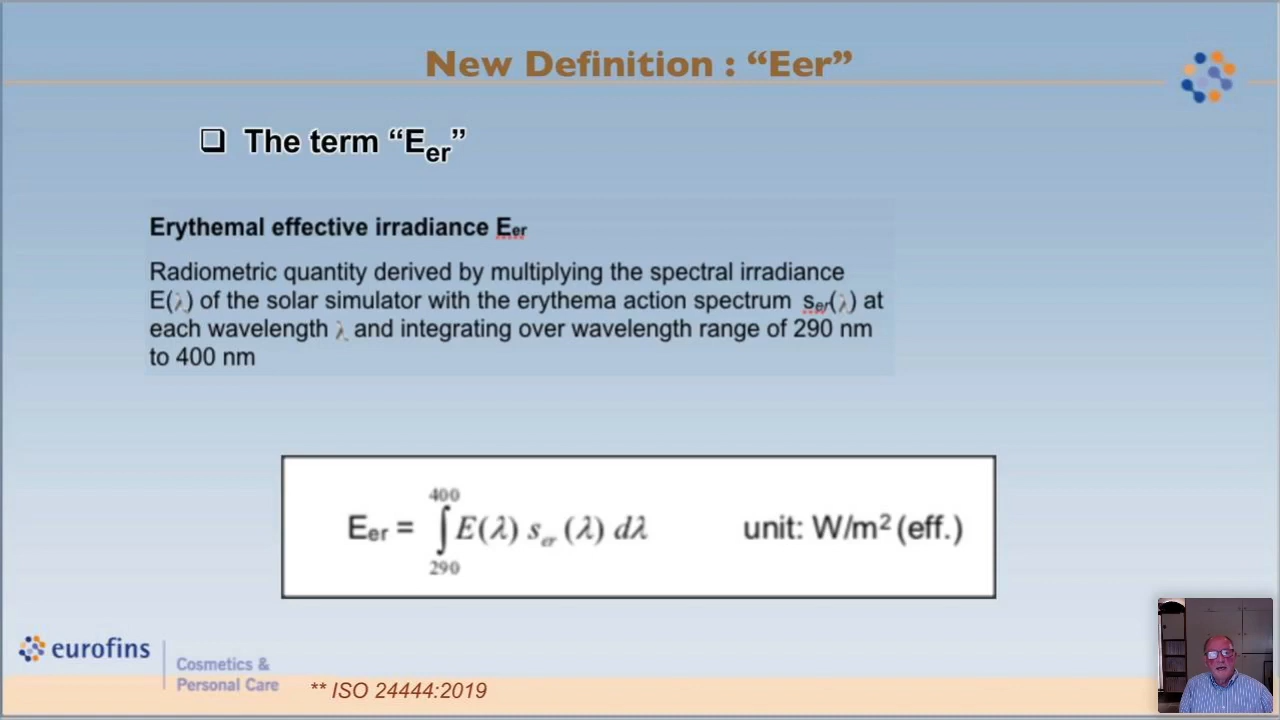 New Definition : “Eer”
❑ The term “Eer”
Erythemal effective irradiance Eer
Radiometric quantity derived by multiplying the spectral irradiance
E(λ) of the solar simulator with the erythema action spectrum ser(λ) at
each wavelength λ and integrating over wavelength range of 290 nm
to 400 nm
400
Eer = ∫ E(λ) ser (λ) dλ unit: W/m² (eff.)
290
eurofins
Cosmetics &
Personal Care
** ISO 24444:2019